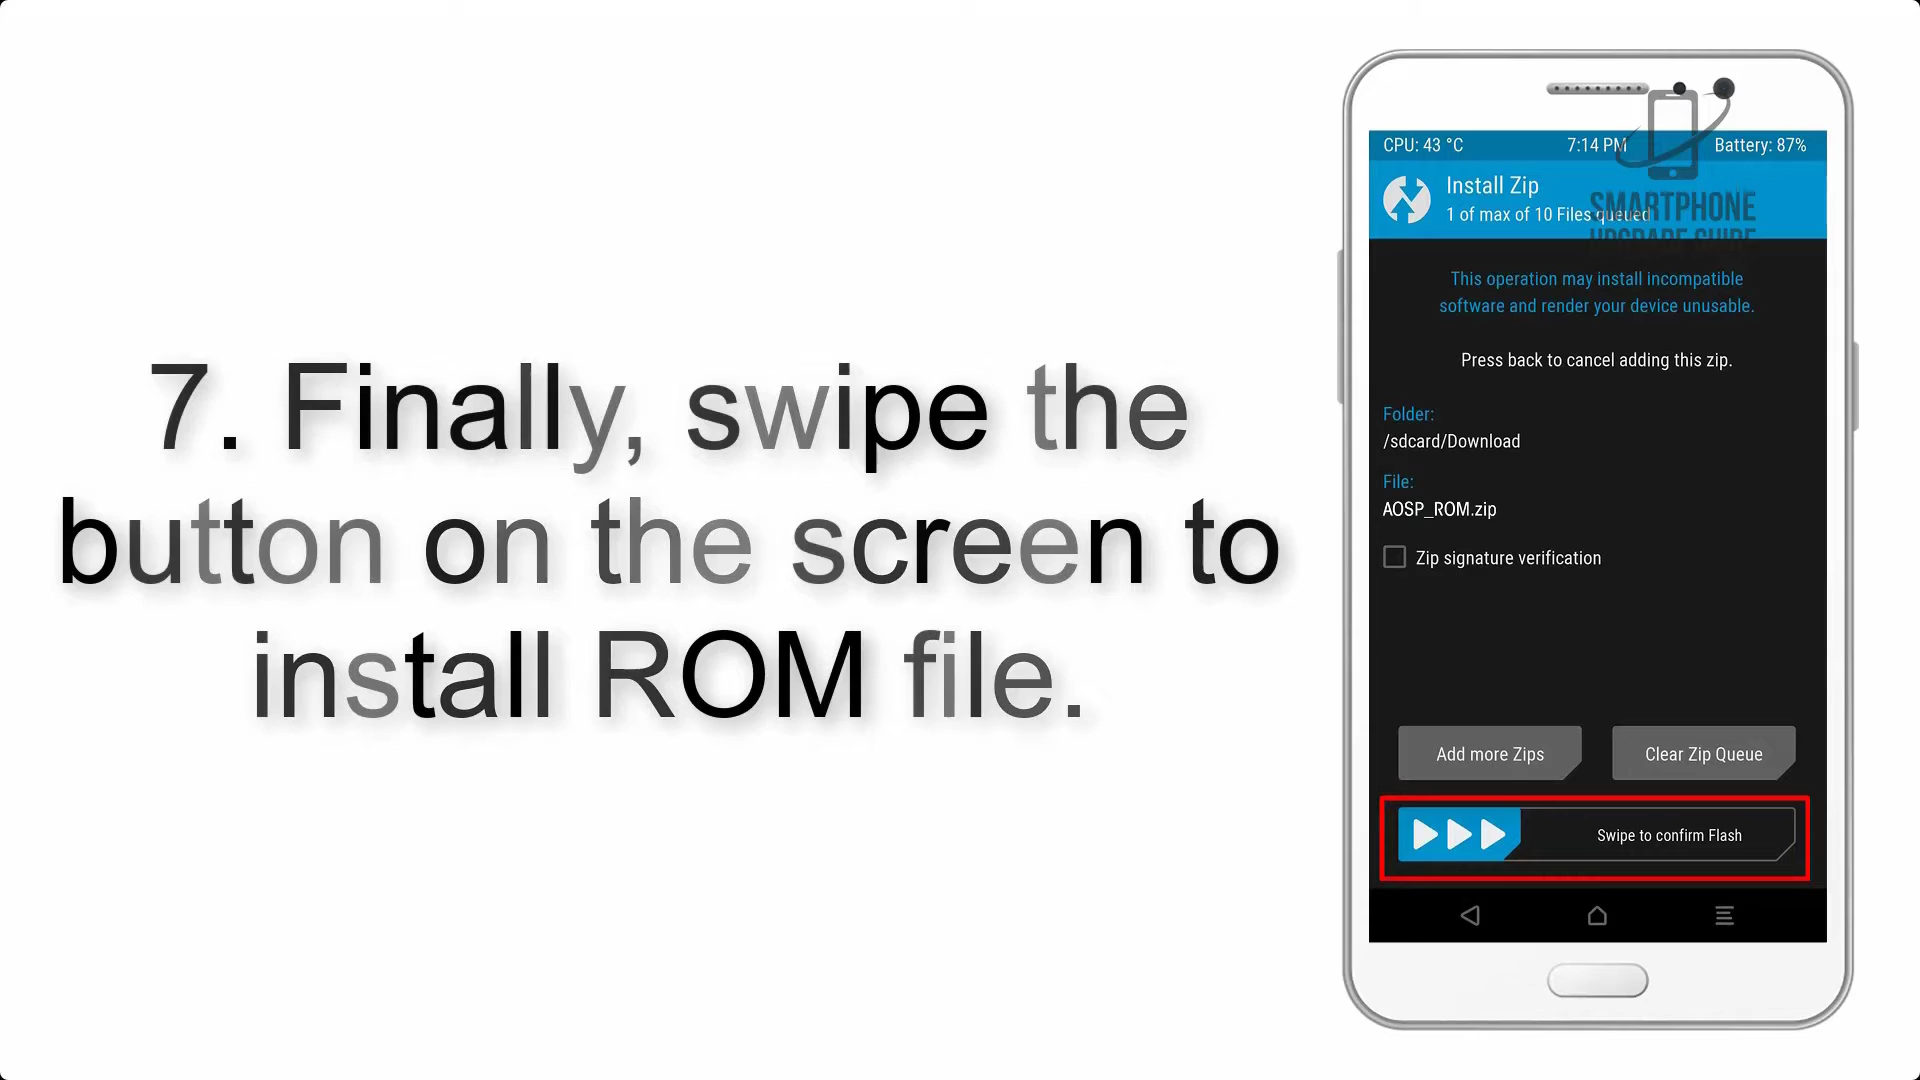 7. Finally, swipe the
button on the screen to
install ROM file.
CPU: 43 °C 7:14 PM Battery: 87%
Install Zip
1 of max of 10 Files queued
SMARTPHONE
UPGRADE GUIDE
This operation may install incompatible
software and render your device unusable.
Press back to cancel adding this zip.
Folder:
/sdcard/Download
File:
AOSP_ROM.zip
Zip signature verification
Add more Zips Clear Zip Queue
Swipe to confirm Flash